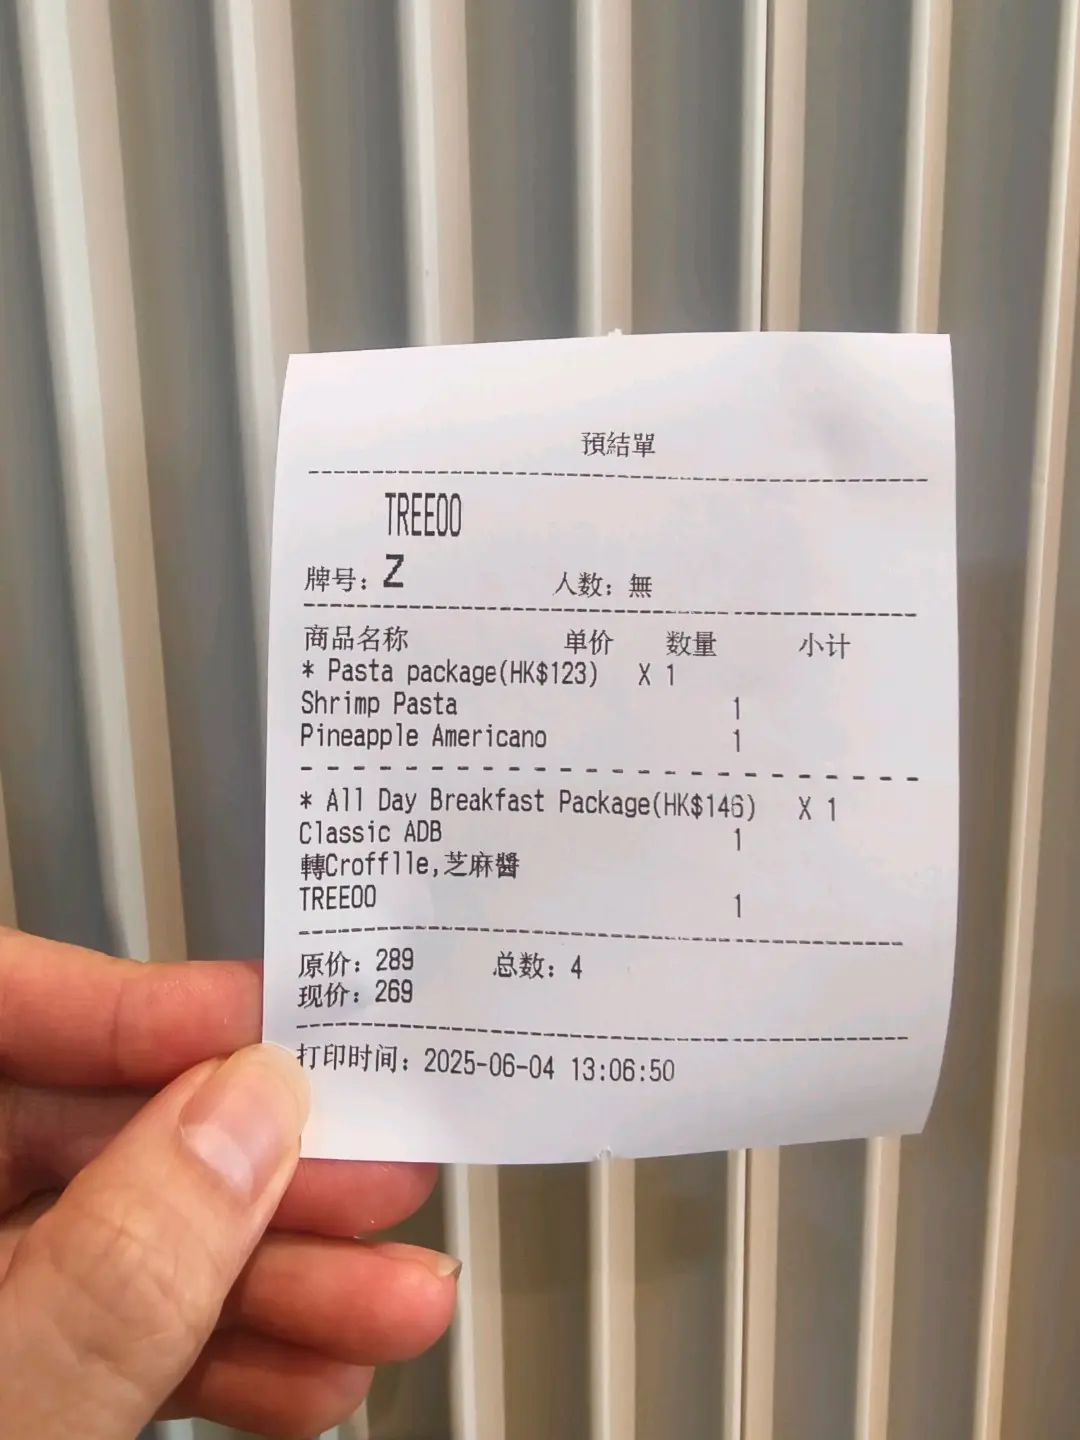 預結單
TREEOO
牌号: Z 人数: 無
商品名称 单价 数量 小计
* Pasta package(HK$123) X 1
Shrimp Pasta 1
Pineapple Americano 1
* All Day Breakfast Package(HK$146) X 1
Classic ADB 1
轉Crofflle,芝麻醬
TREEOO 1
原价: 289 总数: 4
现价: 269
打印时间: 2025-06-04 13:06:50